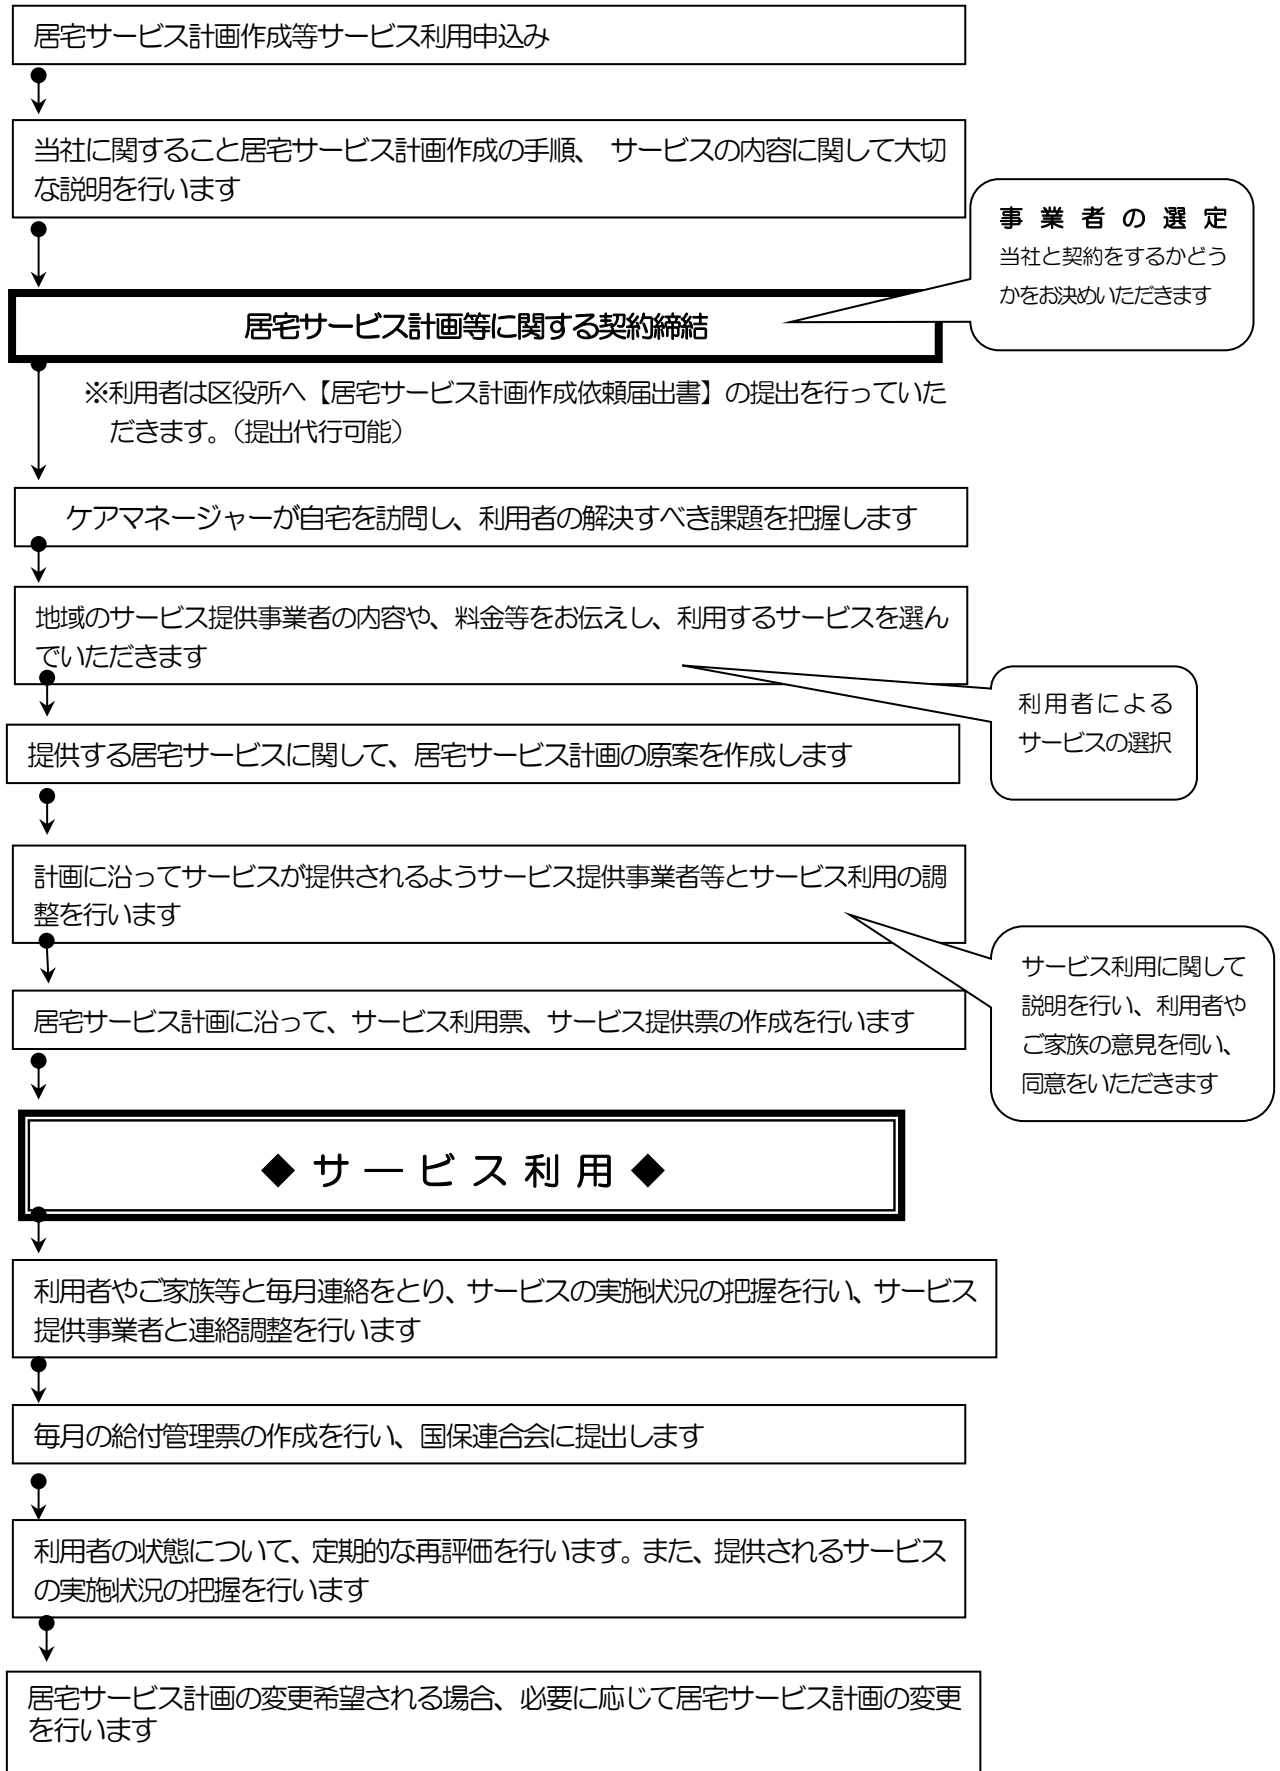 居宅サービス計画作成等サービス利用申込み
当社に関すること居宅サービス計画作成の手順、 サービスの内容に関して大切
な説明を行います
事業者の選定
当社と契約をするかどう
かをお決めいただきます
居宅サービス計画等に関する契約締結
※利用者は区役所へ【居宅サービス計画作成依頼届出書】の提出を行っていた
だきます。（提出代行可能）
ケアマネージャーが自宅を訪問し、利用者の解決すべき課題を把握します
地域のサービス提供事業者の内容や、料金等をお伝えし、利用するサービスを選ん
でいただきます
利用者による
サービスの選択
提供する居宅サービスに関して、居宅サービス計画の原案を作成します
計画に沿ってサービスが提供されるようサービス提供事業者等とサービス利用の調
整を行います
サービス利用に関して
説明を行い、利用者や
ご家族の意見を伺い、
同意をいただきます
居宅サービス計画に沿って、サービス利用票、サービス提供票の作成を行います
◆サービス利用◆
利用者やご家族等と毎月連絡をとり、サービスの実施状況の把握を行い、サービス
提供事業者と連絡調整を行います
毎月の給付管理票の作成を行い、国保連合会に提出します
利用者の状態について、定期的な再評価を行います。また、提供されるサービス
の実施状況の把握を行います
居宅サービス計画の変更希望される場合、必要に応じて居宅サービス計画の変更
を行います